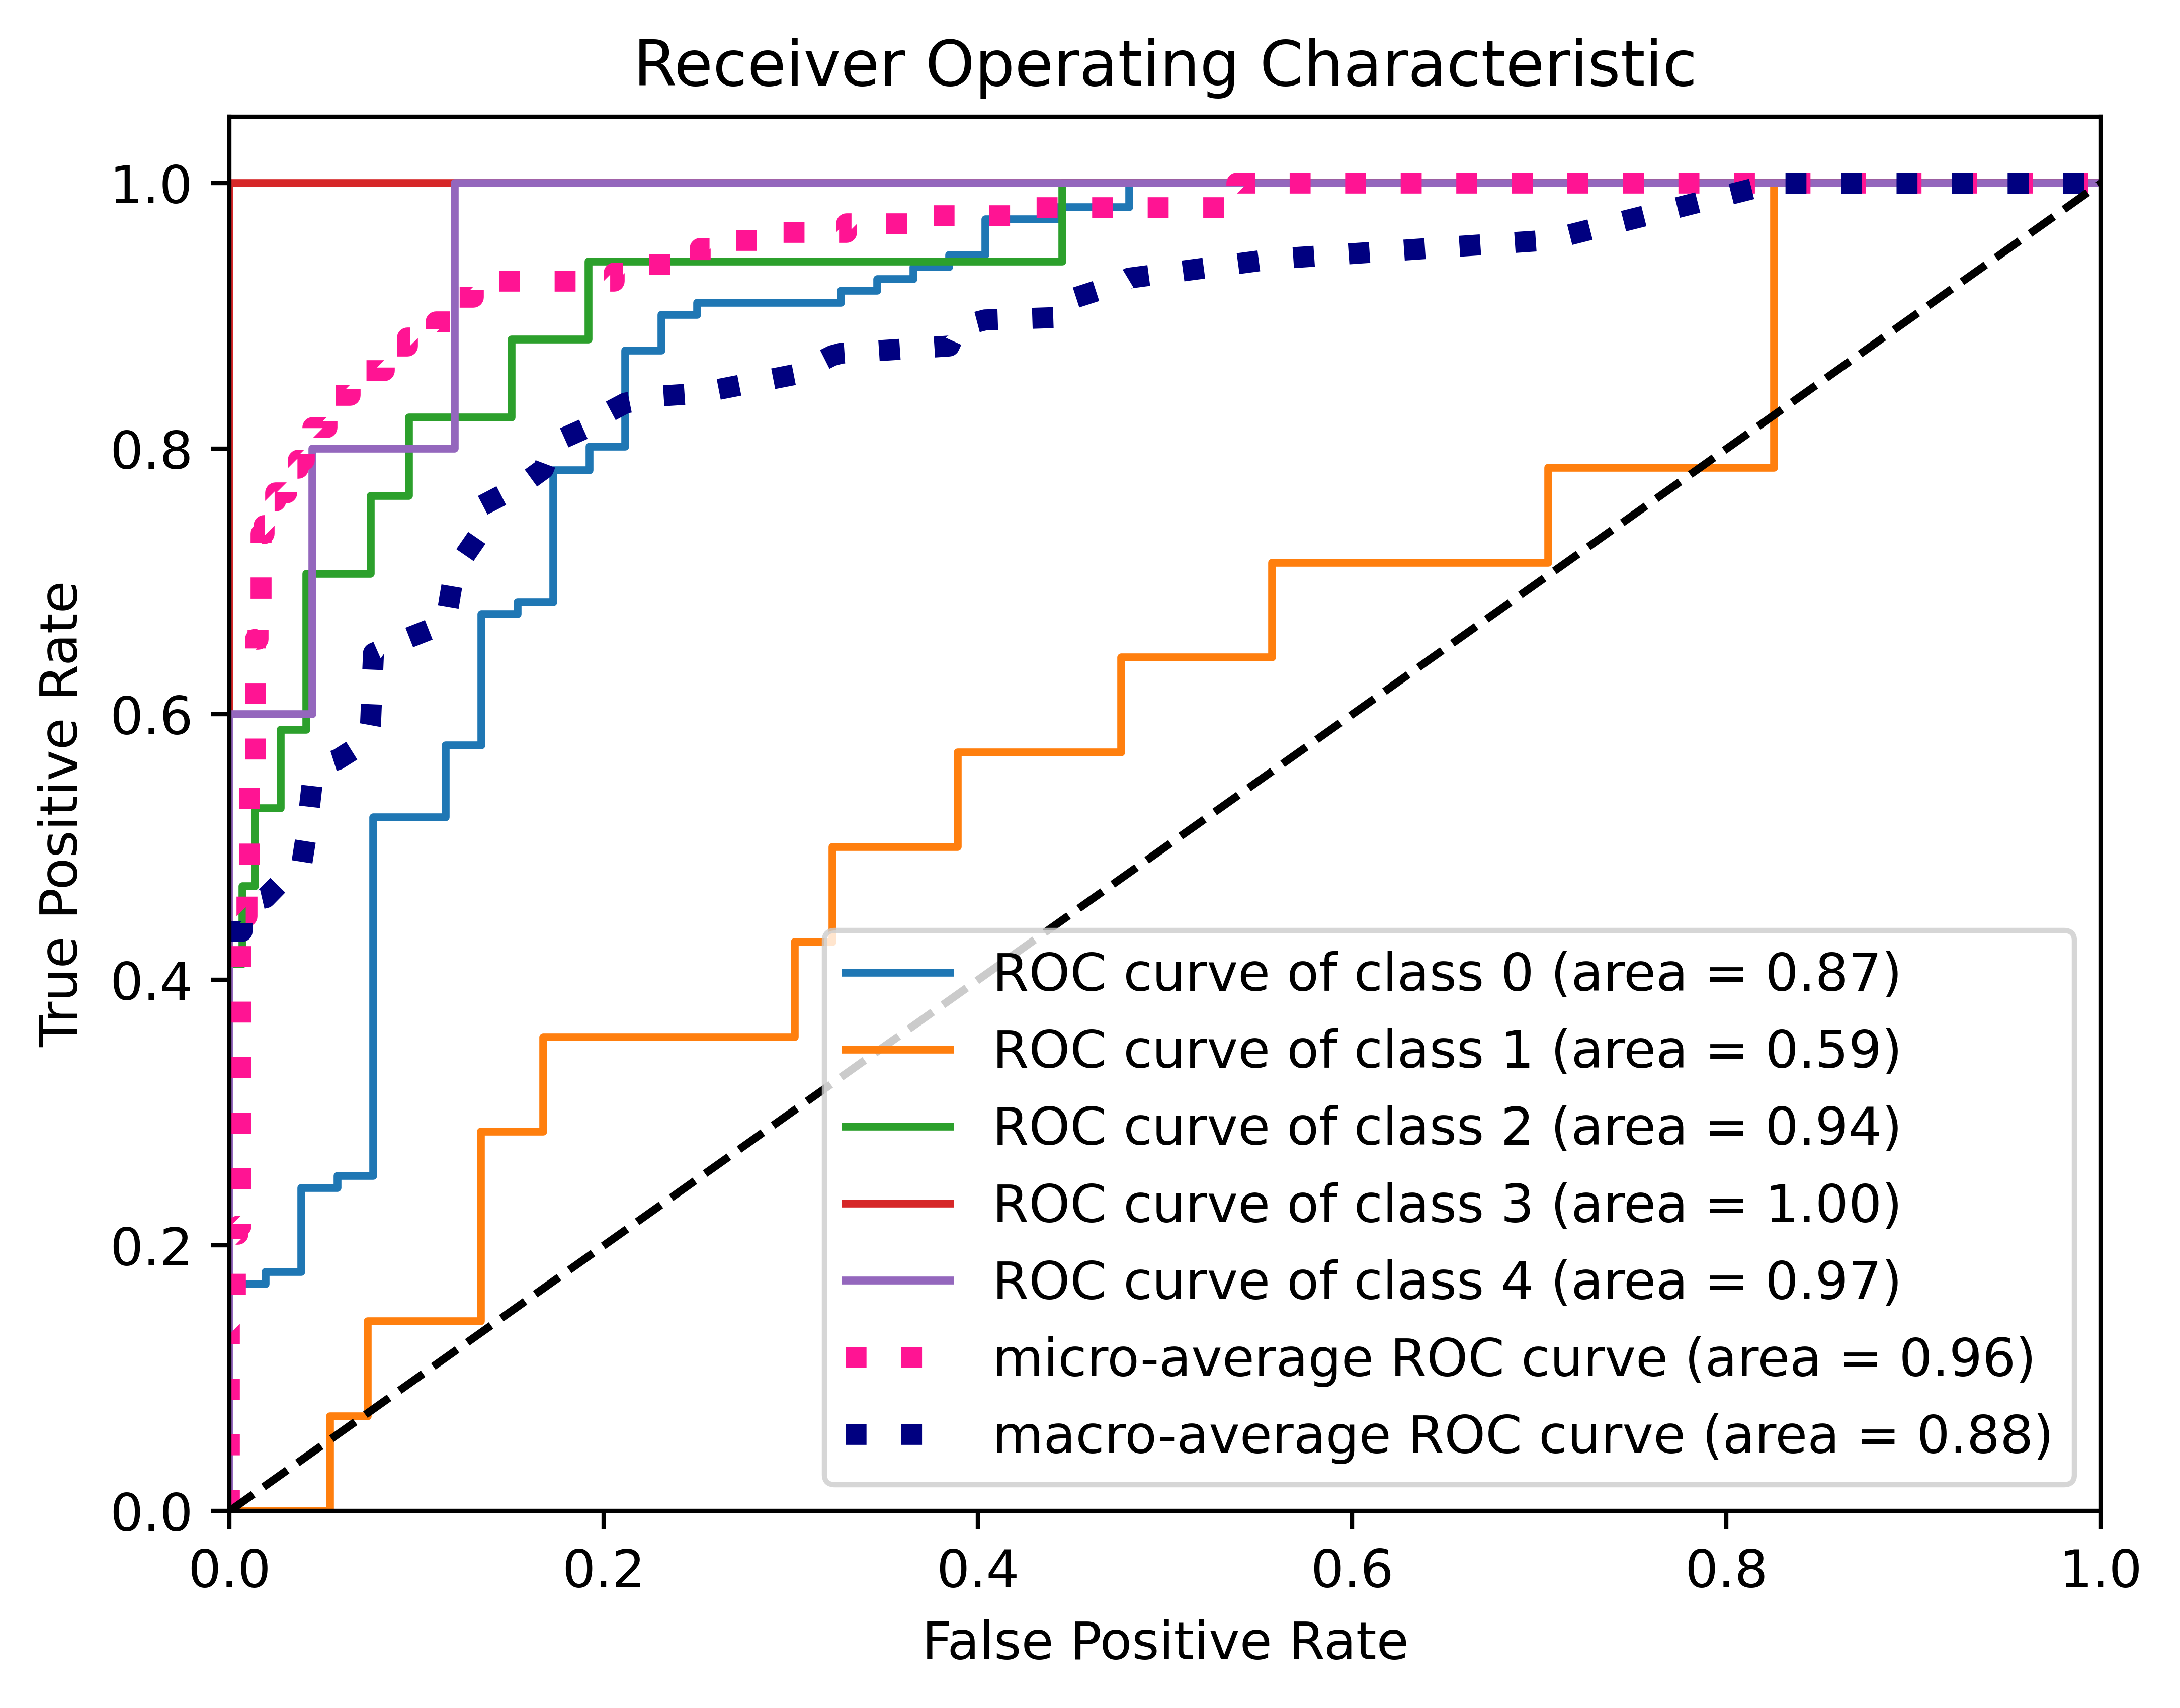 Receiver Operating Characteristic
1.0
0.8
0.6
0.4
0.2
0.0
True Positive Rate
ROC curve of class 0 (area = 0.87)
ROC curve of class 1 (area = 0.59)
ROC curve of class 2 (area = 0.94)
ROC curve of class 3 (area = 1.00)
ROC curve of class 4 (area = 0.97)
micro-average ROC curve (area = 0.96)
macro-average ROC curve (area = 0.88)
0.0 0.2 0.4 0.6 0.8 1.0
False Positive Rate